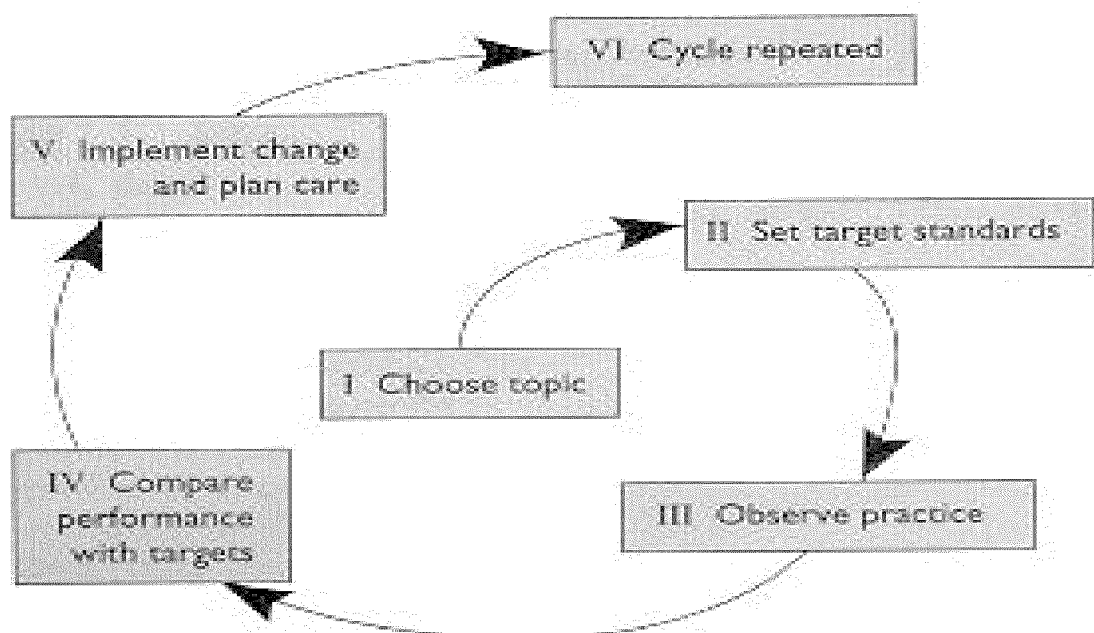 VI Cycle repeated
V Implement change
and plan care
II Set target standards
I Choose topic
IV Compare
performance
with targets
III Observe practice